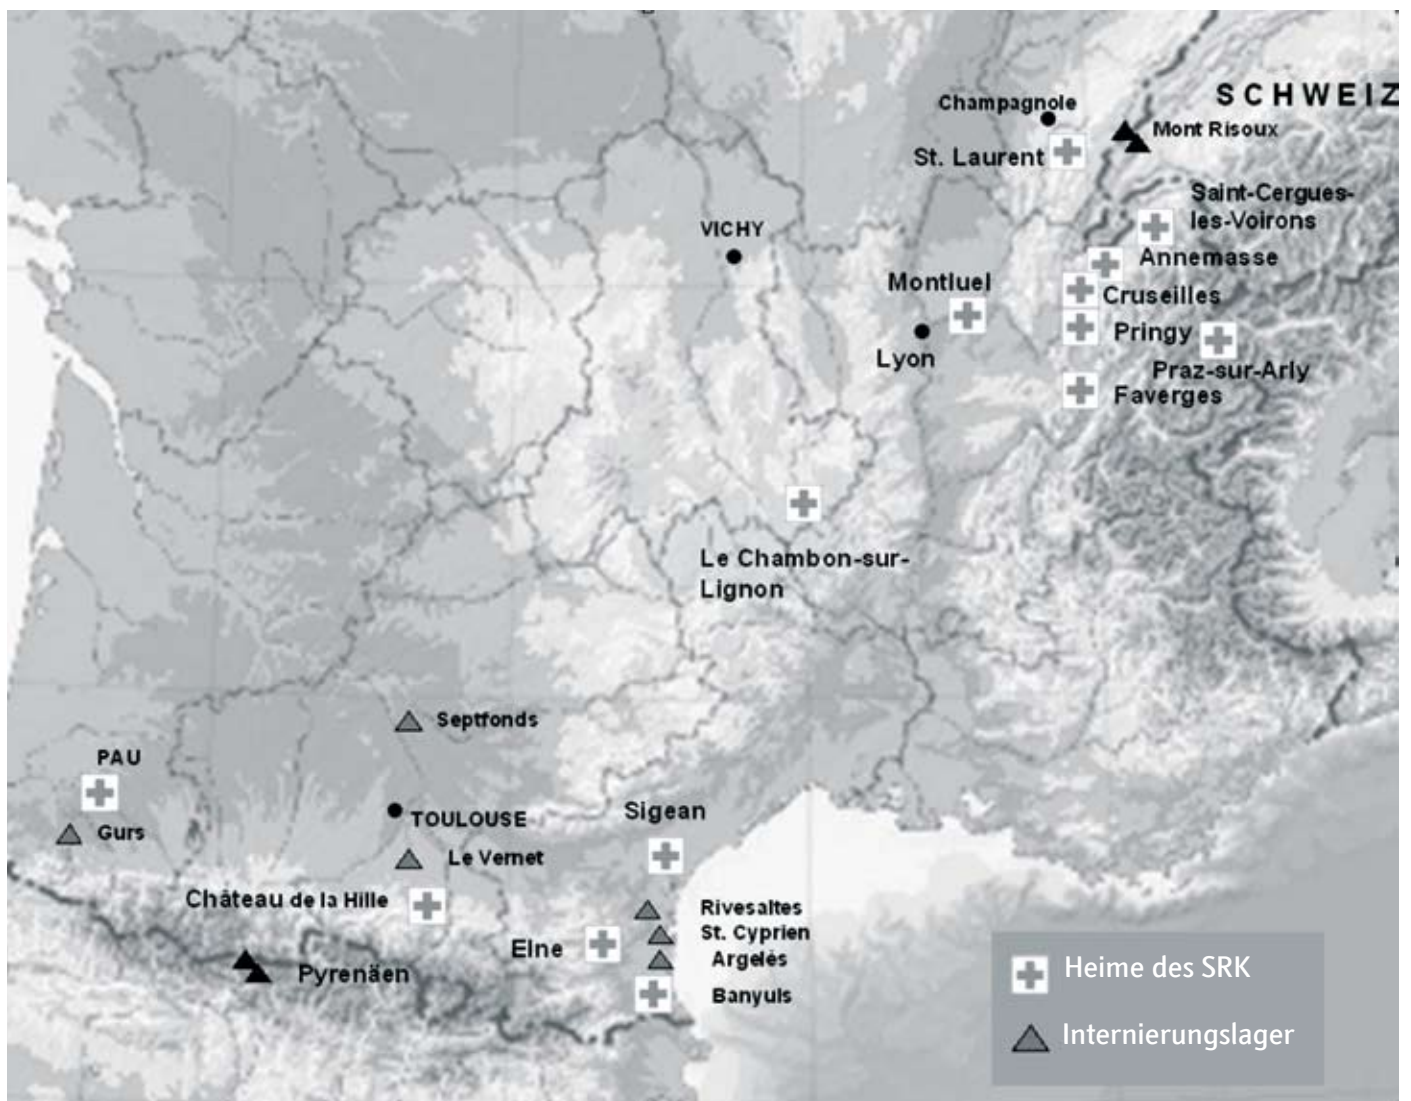 SCHWEIZ
Champagnole
Mont Risoux
St. Laurent
Saint-Cergues-
les-Voirons
VICHY
Annemasse
Montluel
Cruseilles
Pringy
Lyon
Praz-sur-Arly
Faverges
Le Chambon-sur-
Lignon
Septfonds
PAU
Sigean
TOULOUSE
Gurs
Le Vernet
Château de la Hille
Rivesaltes
St. Cyprien
Elne
Argelés
Pyrenäen
Banyuls
Heime des SRK
Internierungslager